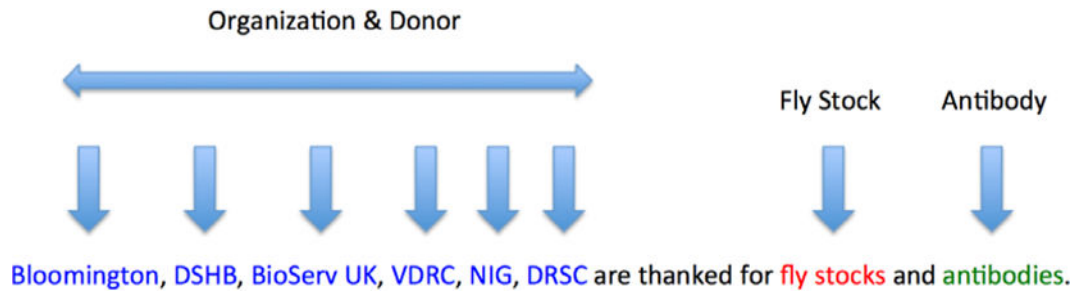 Organization & Donor
Fly Stock Antibody
Bloomington, DSHB, BioServ UK, VDRC, NIG, DRSC are thanked for fly stocks and antibodies.